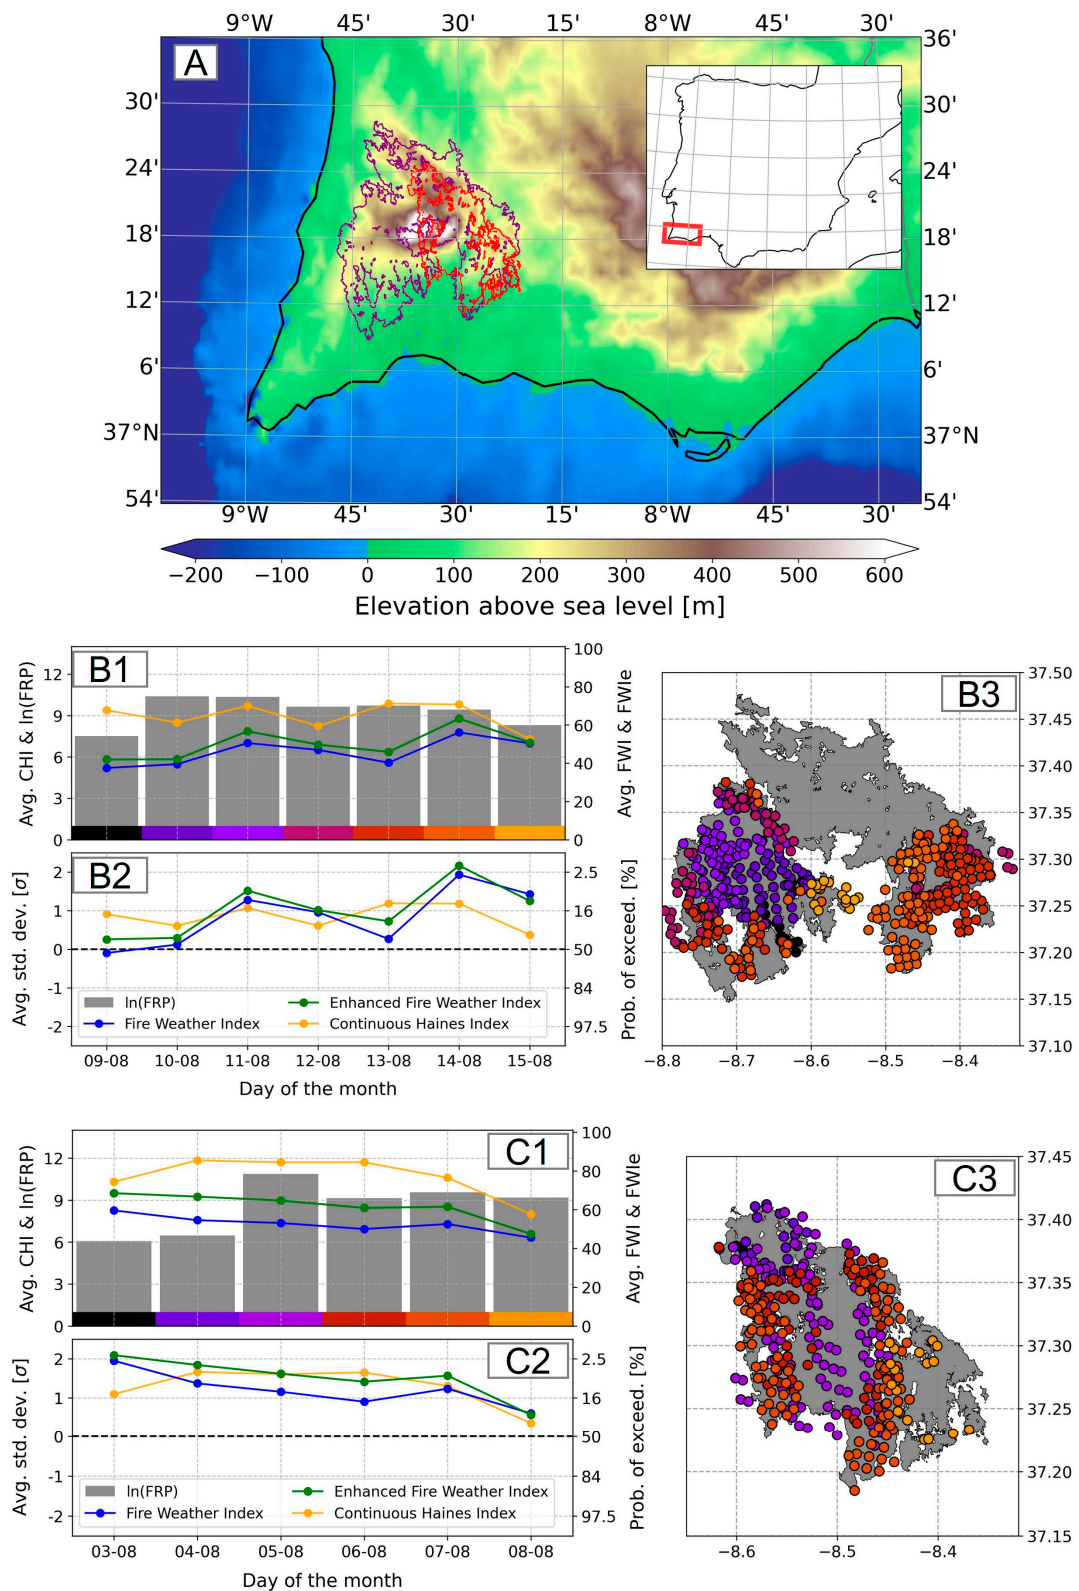 9°W 45' 30' 15' 8°W 45' 36'
A
30' 30'
24' 24'
18' 18'
12' 12'
6' 6'
37°N 37°N
54' 54'
9°W 45' 30' 15' 8°W 45' 30'
−200 −100 0 100 200 300 400 500 600
Elevation above sea level [m]
B1
Avg. CHI & ln(FRP)
12
9
6
3
0
100
80
60
40
20
0
Avg. FWI & FWIe
B2
Avg. std. dev. [σ]
2
1
0
-1
-2
2.5
16
50
84
97.5
Prob. of exceed. [%]
ln(FRP) Enhanced Fire Weather Index
Fire Weather Index Continuous Haines Index
09-08 10-08 11-08 12-08 13-08 14-08 15-08
Day of the month
B3
37.50
37.45
37.40
37.35
37.30
37.25
37.20
37.15
37.10
−8.8 −8.7 −8.6 −8.5 −8.4
C1
Avg. CHI & ln(FRP)
12
9
6
3
0
100
80
60
40
20
0
Avg. FWI & FWIe
C2
Avg. std. dev. [σ]
2
1
0
-1
-2
2.5
16
50
84
97.5
Prob. of exceed. [%]
ln(FRP) Enhanced Fire Weather Index
Fire Weather Index Continuous Haines Index
03-08 04-08 05-08 06-08 07-08 08-08
Day of the month
C3
37.45
37.40
37.35
37.30
37.25
37.20
37.15
−8.6 −8.5 −8.4